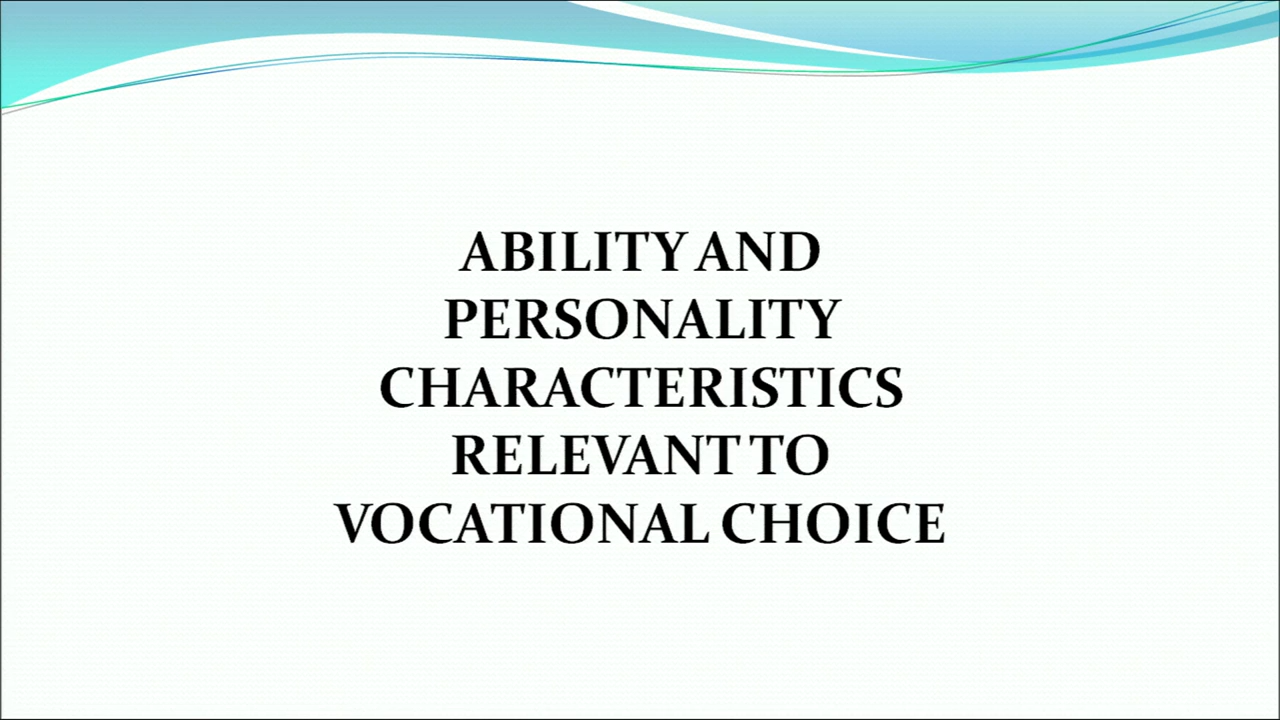 ABILITY AND
PERSONALITY
CHARACTERISTICS
RELEVANT TO
VOCATIONAL CHOICE